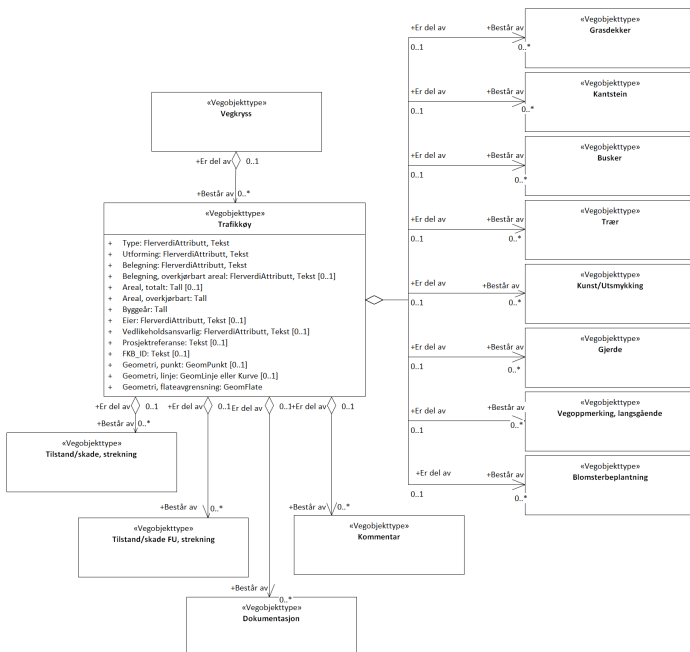 «Vegobjekttype»
Vegkryss
+Er del av 0..1
+Består av 0..*
«Vegobjekttype»
Trafikkøy
+ Type: FlerverdiAttributt, Tekst
+ Utforming: FlerverdiAttributt, Tekst
+ Belegning: FlerverdiAttributt, Tekst
+ Belegning, overkjørbart areal: FlerverdiAttributt, Tekst [0..1]
+ Areal, totalt: Tall [0..1]
+ Areal, overkjørbart: Tall
+ Byggeår: Tall
+ Eier: FlerverdiAttributt, Tekst [0..1]
+ Vedlikeholdsansvarlig: FlerverdiAttributt, Tekst [0..1]
+ Prosjektreferanse: Tekst [0..1]
+ FKB_ID: Tekst [0..1]
+ Geometri, punkt: GeomPunkt [0..1]
+ Geometri, linje: GeomLinje eller Kurve [0..1]
+ Geometri, flateavgrensning: GeomFlate
+Er del av 0..1 +Er del av 0..1 +Er del av 0..1 +Er del av 0..1
+Består av 0..*
«Vegobjekttype»
Tilstand/skade, strekning
+Består av 0..*
«Vegobjekttype»
Tilstand/skade FU, strekning
+Består av 0..*
«Vegobjekttype»
Kommentar
+Består av
0..*
«Vegobjekttype»
Dokumentasjon
+Er del av +Består av
0..1 0..*
«Vegobjekttype»
Grasdekker
+Er del av +Består av
0..1 0..*
«Vegobjekttype»
Kantstein
+Er del av +Består av
0..1 0..*
«Vegobjekttype»
Busker
+Er del av +Består av
0..1 0..*
«Vegobjekttype»
Trær
+Er del av +Består av
0..1 0..*
«Vegobjekttype»
Kunst/Utsmykking
+Er del av +Består av
0..1 0..*
«Vegobjekttype»
Gjerde
+Er del av +Består av
0..1 0..*
«Vegobjekttype»
Vegoppmerking, langsgående
+Er del av +Består av
0..1 0..*
«Vegobjekttype»
Blomsterbeplantning